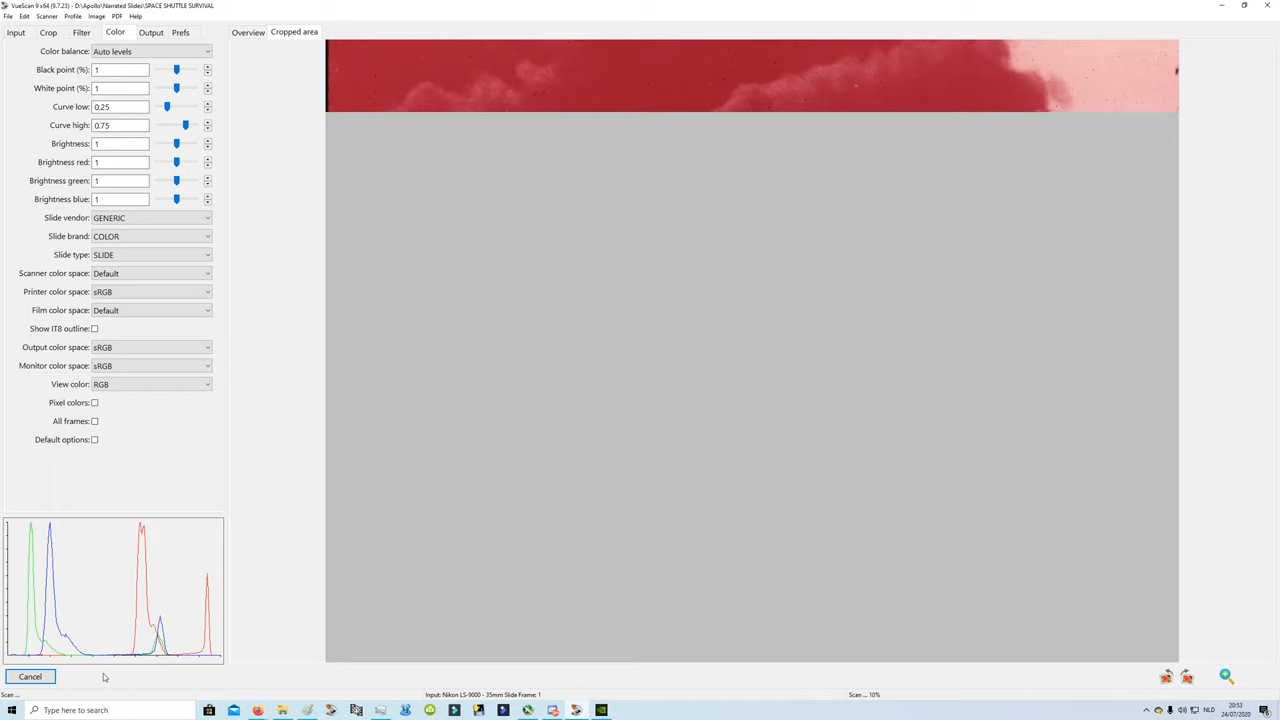 VueScan 9 x64 (9.7.23) - D:\Apollo\Narrated Slides\SPACE SHUTTLE SURVIVAL
File Edit Scanner Profile Image PDF Help
Input Crop Filter Color Output Prefs Overview Cropped area
Color balance: Auto levels
Black point (%): 1
White point (%): 1
Curve low: 0.25
Curve high: 0.75
Brightness: 1
Brightness red: 1
Brightness green: 1
Brightness blue: 1
Slide vendor: GENERIC
Slide brand: COLOR
Slide type: SLIDE
Scanner color space: Default
Printer color space: sRGB
Film color space: Default
Show IT8 outline:
Output color space: sRGB
Monitor color space: sRGB
View color: RGB
Pixel colors:
All frames:
Default options:
Cancel
Scan ... Input: Nikon LS-9000 - 35mm Slide Frame: 1 Scan ... 10%
Type here to search
NLD
20:53
24/07/2020